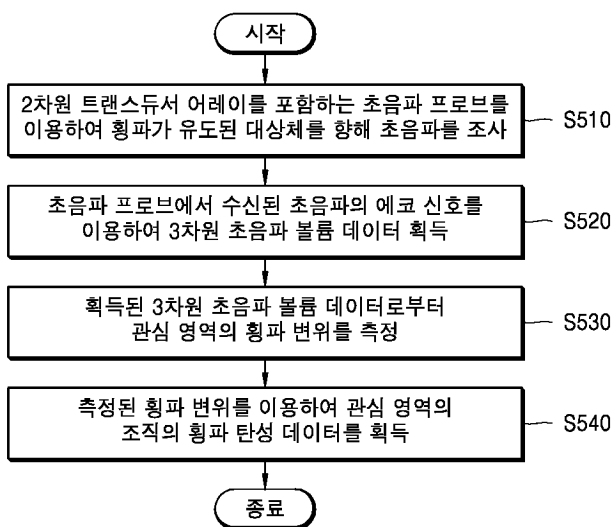 시작
2차원 트랜스듀서 어레이를 포함하는 초음파 프로브를
이용하여 횡파가 유도된 대상체를 향해 초음파를 조사
S510
초음파 프로브에서 수신된 초음파의 에코 신호를
이용하여 3차원 초음파 볼륨 데이터 획득
S520
획득된 3차원 초음파 볼륨 데이터로부터
관심 영역의 횡파 변위를 측정
S530
측정된 횡파 변위를 이용하여 관심 영역의
조직의 횡파 탄성 데이터를 획득
S540
종료